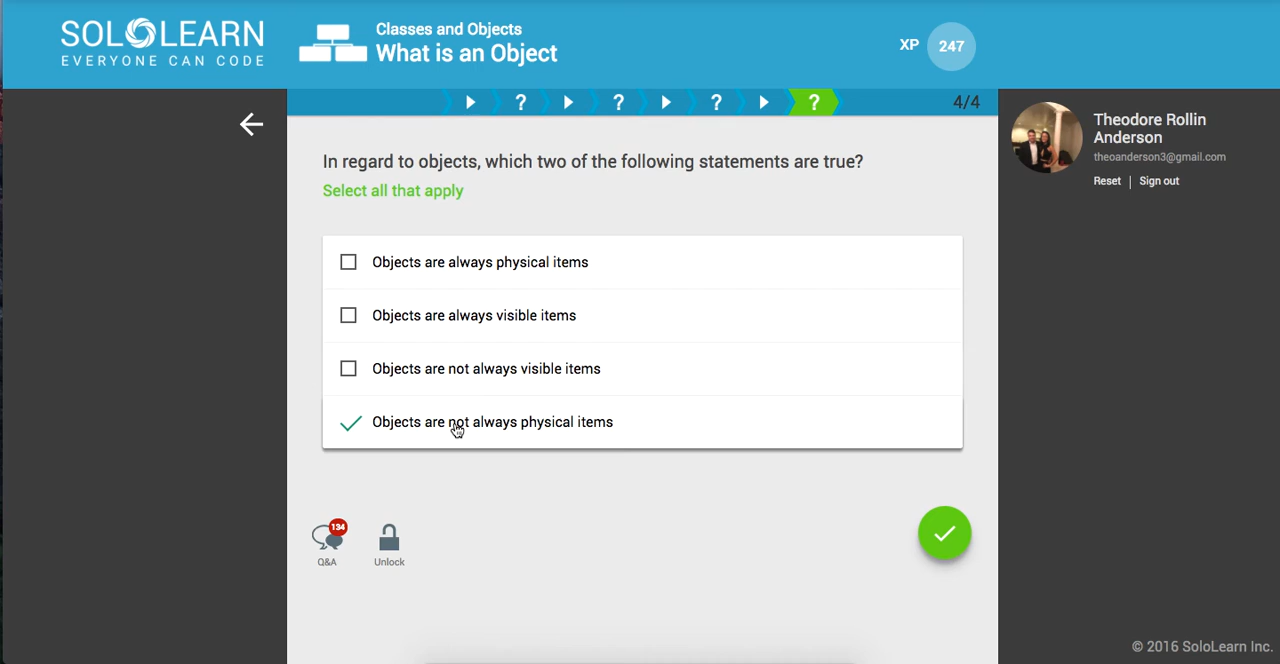 SOLOLEARN
EVERYONE CAN CODE
Classes and Objects
What is an Object
XP 247
? ? ? ? 4/4
Theodore Rollin
Anderson
theoanderson3@gmail.com
Reset | Sign out
In regard to objects, which two of the following statements are true?
Select all that apply
Objects are always physical items
Objects are always visible items
Objects are not always visible items
Objects are not always physical items
134
Q&A Unlock
© 2016 SoloLearn Inc.